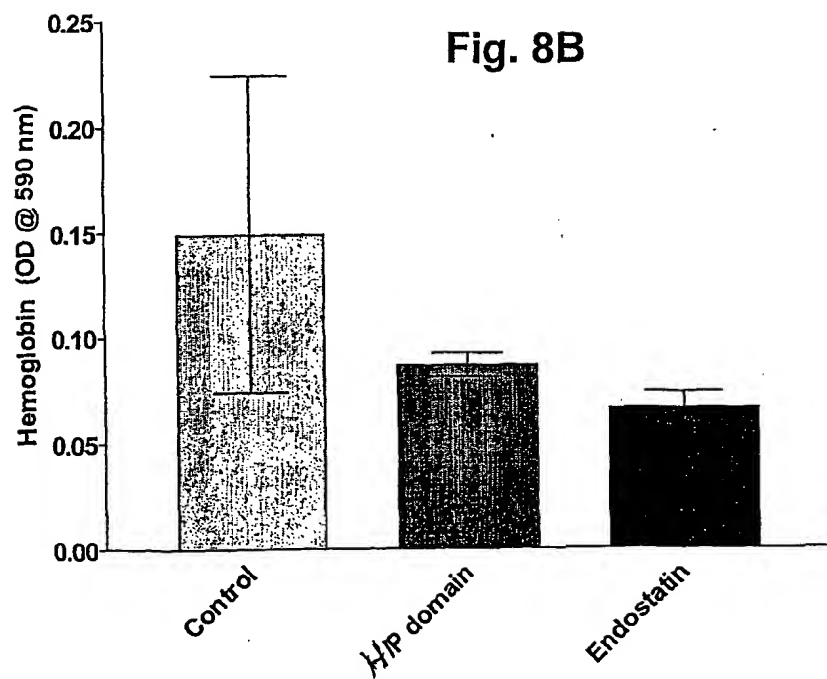 Fig. 8B
Hemoglobin (OD @ 590 nm)
0.25
0.20
0.15
0.10
0.05
0.00
Control
H/P domain
Endostatin